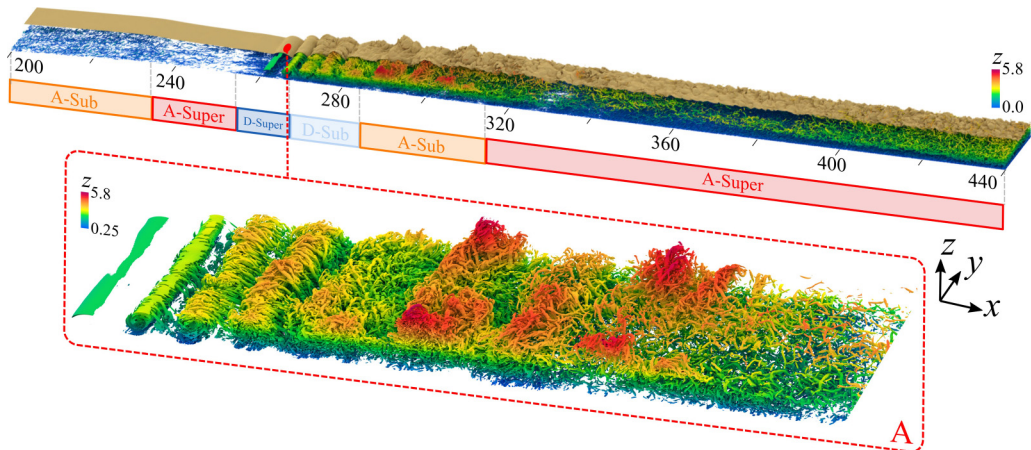 z
5.8
0.0
200
240
280
320
360
400
440
A-Sub
A-Super
D-Super
D-Sub
A-Sub
A-Super
z
5.8
0.25
z
y
x
A